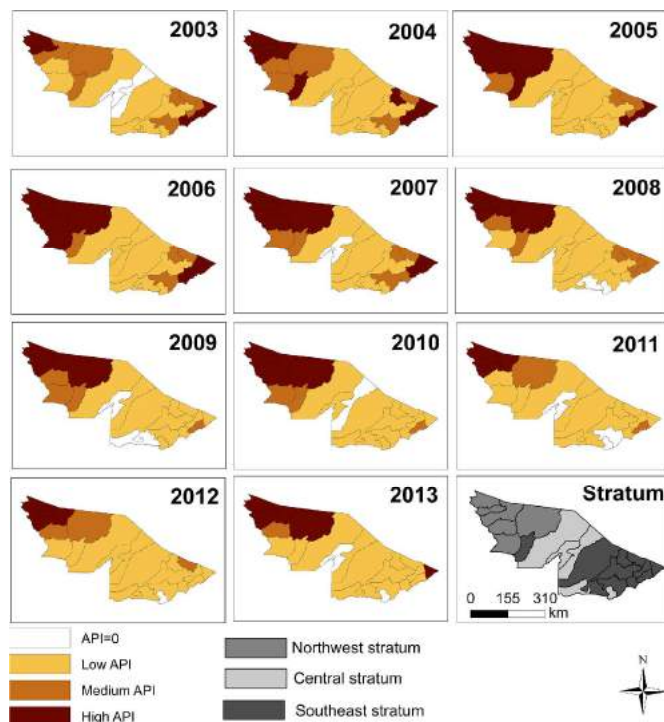 2003
2004
2005
2006
2007
2008
2009
2010
2011
2012
2013
Stratum
0 155 310
km
API=0
Low API
Medium API
High API
Northwest stratum
Central stratum
Southeast stratum
N